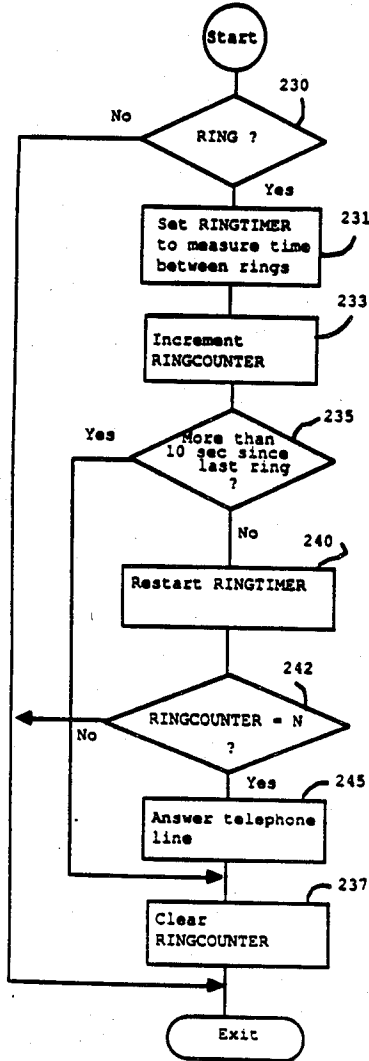 Start
230
No
RING ?
Yes
Set RINGTIMER
to measure time
between rings
231
233
Increment
RINGCOUNTER
235
Yes
More than
10 sec since
last ring
?
No
240
Restart RINGTIMER
242
RINGCOUNTER = N
?
No
Yes
245
Answer telephone
line
237
Clear
RINGCOUNTER
Exit